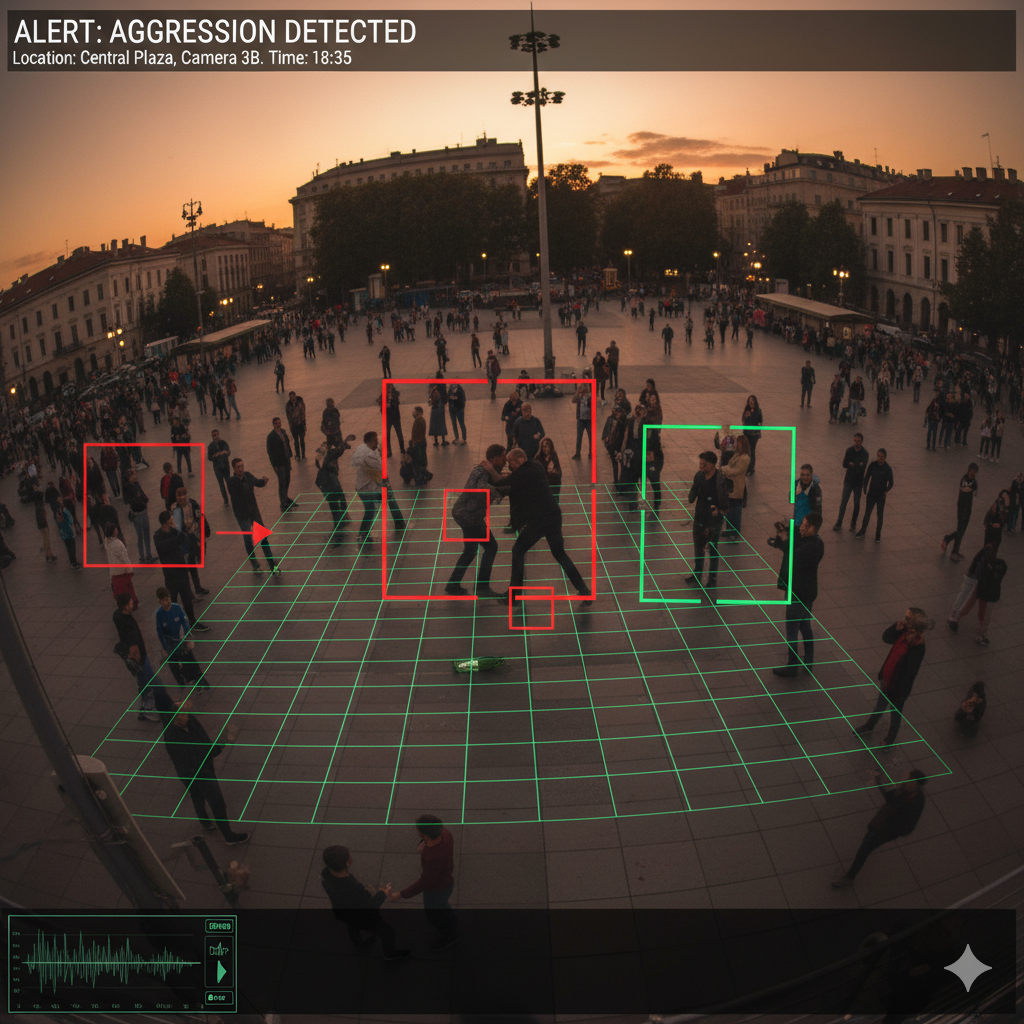 ALERT: AGGRESSION DETECTED
Location: Central Plaza, Camera 3B. Time: 18:35